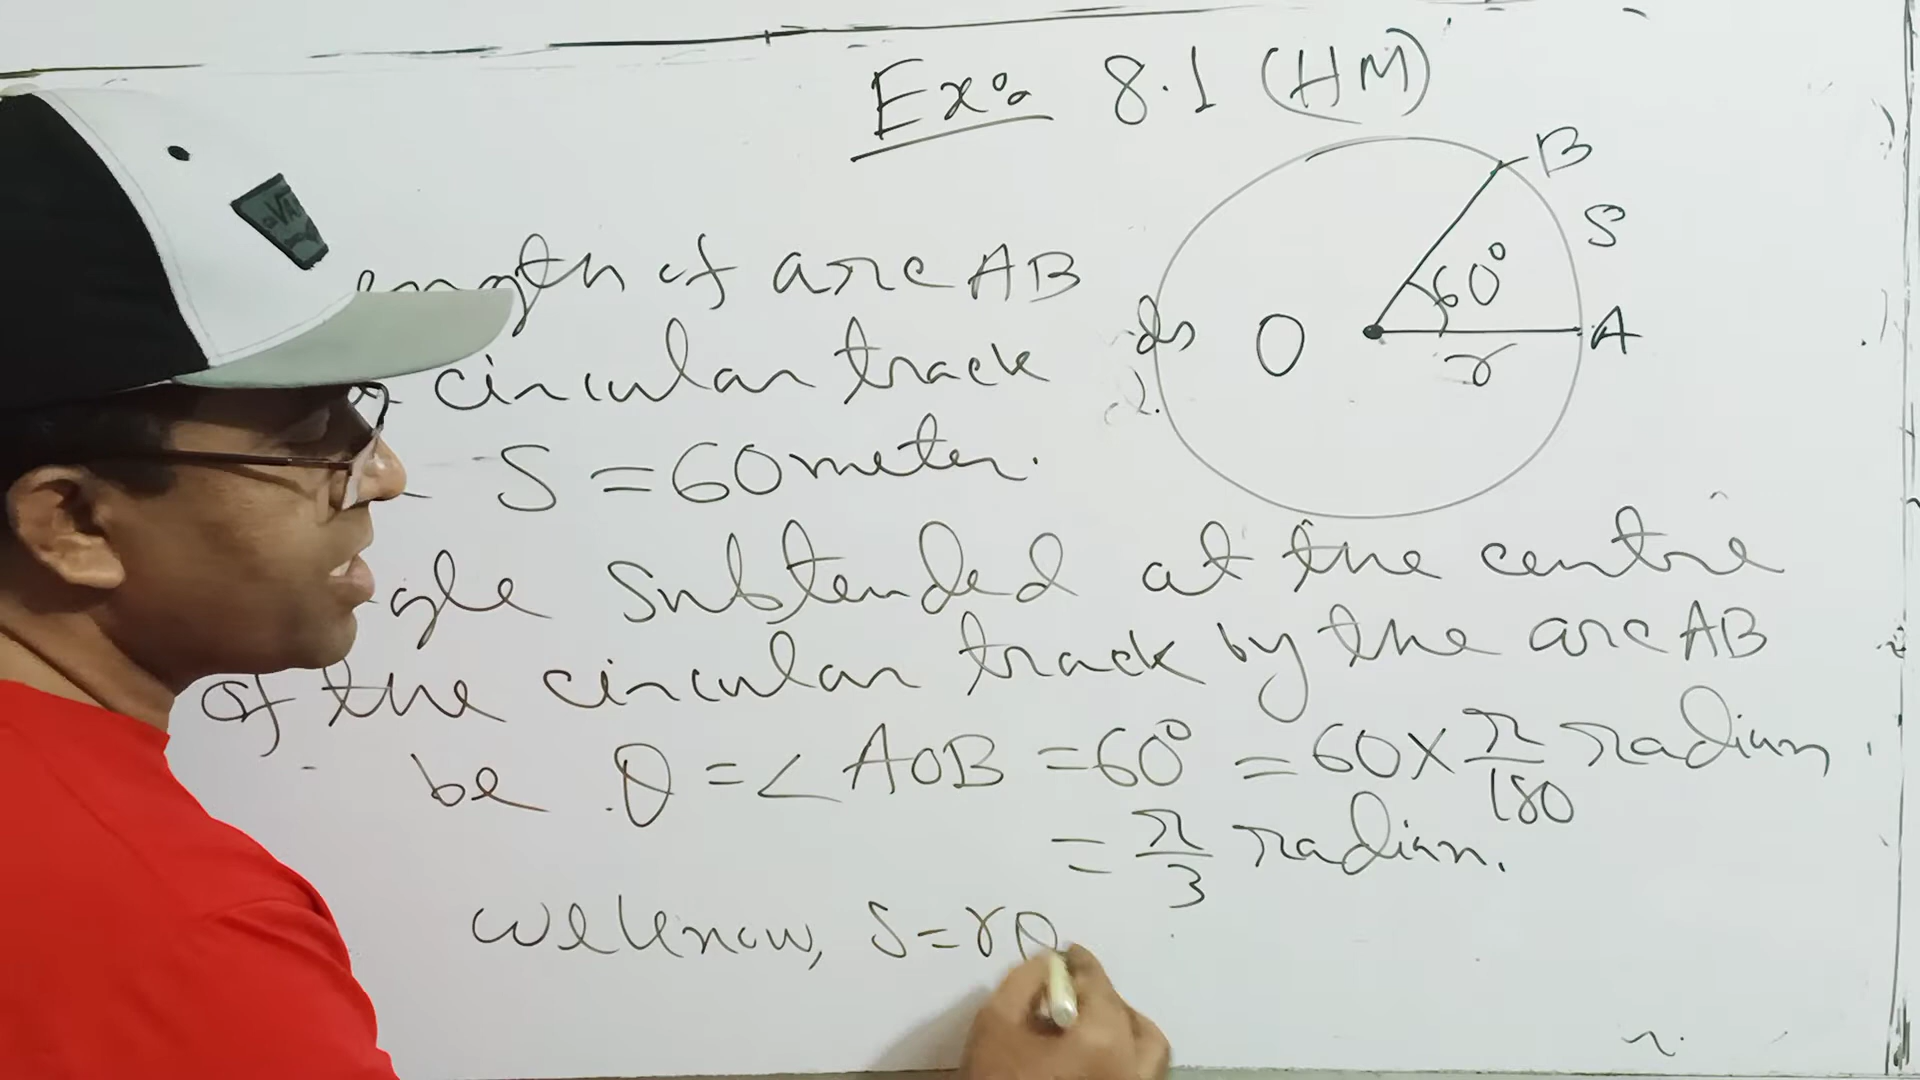 Ex: 8.1 (HM)
B
S
60°
O
A
r
length of arc AB
circular track
S = 60 meter.
Angle subtended at the centre
of the circular track by the arc AB
be θ = ∠AOB = 60° = 60 × π/180 radian.
= π/3 radian.
We know, S = rθ